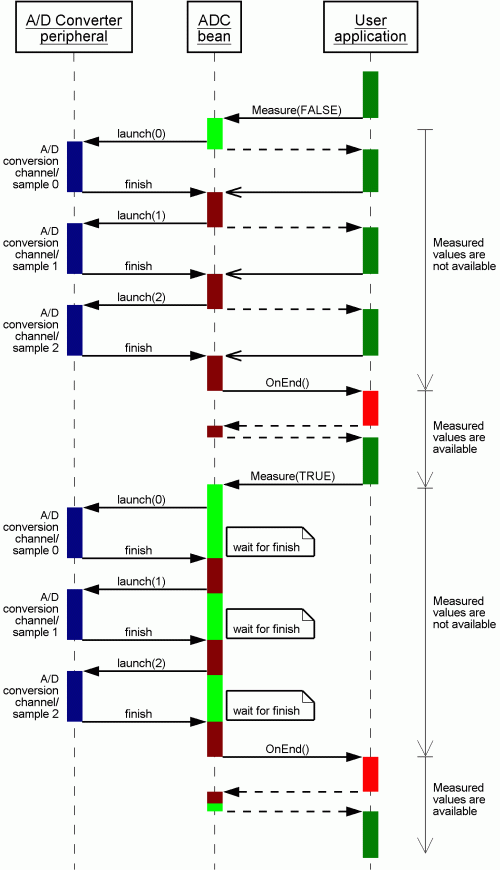 A/D Converter
peripheral
ADC
bean
User
application
Measure(FALSE)
launch(0)
A/D
conversion
channel/
sample 0
finish
launch(1)
A/D
conversion
channel/
sample 1
finish
Measured
values are
not available
launch(2)
A/D
conversion
channel/
sample 2
finish
OnEnd()
Measured
values are
available
Measure(TRUE)
launch(0)
A/D
conversion
channel/
sample 0
wait for finish
finish
launch(1)
A/D
conversion
channel/
sample 1
wait for finish
finish
Measured
values are
not available
launch(2)
A/D
conversion
channel/
sample 2
wait for finish
finish
OnEnd()
Measured
values are
available